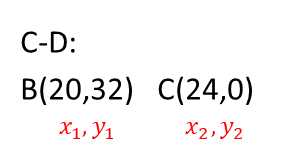 C-D:
B(20,32) C(24,0)
x₁, y₁ x₂, y₂